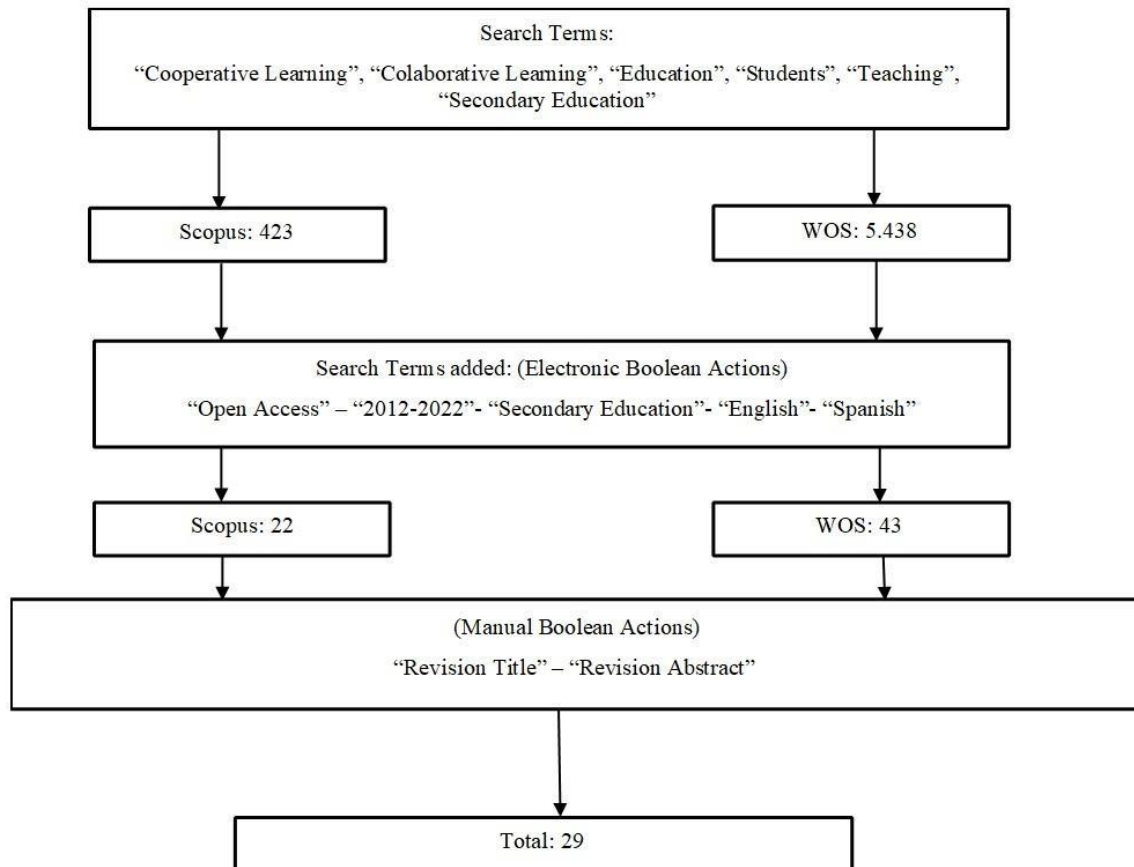 Search Terms:
“Cooperative Learning”, “Colaborative Learning”, “Education”, “Students”, “Teaching”,
“Secondary Education”
Scopus: 423
WOS: 5.438
Search Terms added: (Electronic Boolean Actions)
“Open Access” – “2012-2022”- “Secondary Education”- “English”- “Spanish”
Scopus: 22
WOS: 43
(Manual Boolean Actions)
“Revision Title” – “Revision Abstract”
Total: 29